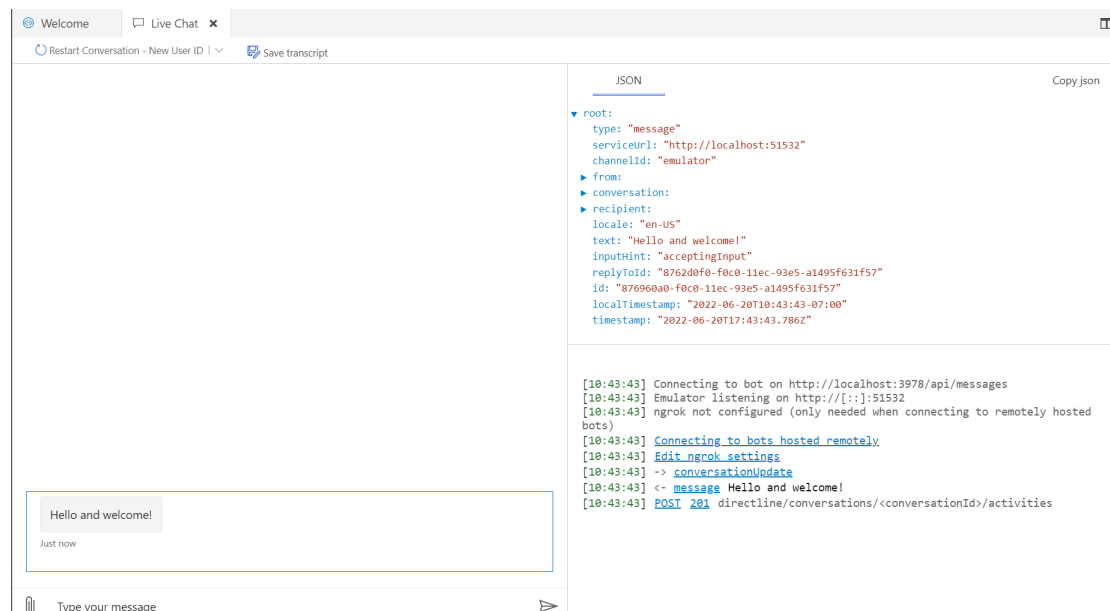 Welcome
Live Chat
Restart Conversation - New User ID
Save transcript
JSON
Copy json
root:
type: "message"
serviceUrl: "http://localhost:51532"
channelId: "emulator"
from:
conversation:
recipient:
locale: "en-US"
text: "Hello and welcome!"
inputHint: "acceptingInput"
replyToId: "8762d0f0-f0c0-11ec-93e5-a1495f631f57"
id: "876960a0-f0c0-11ec-93e5-a1495f631f57"
localTimestamp: "2022-06-20T10:43:43-07:00"
timestamp: "2022-06-20T17:43:43.786Z"
[10:43:43] Connecting to bot on http://localhost:3978/api/messages
[10:43:43] Emulator listening on http://[::]:51532
[10:43:43] ngrok not configured (only needed when connecting to remotely hosted
bots)
[10:43:43] Connecting to bots hosted remotely
[10:43:43] Edit ngrok settings
[10:43:43] -> conversationUpdate
[10:43:43] <- message Hello and welcome!
[10:43:43] POST 201 directline/conversations/<conversationId>/activities
Hello and welcome!
Just now
Type your message